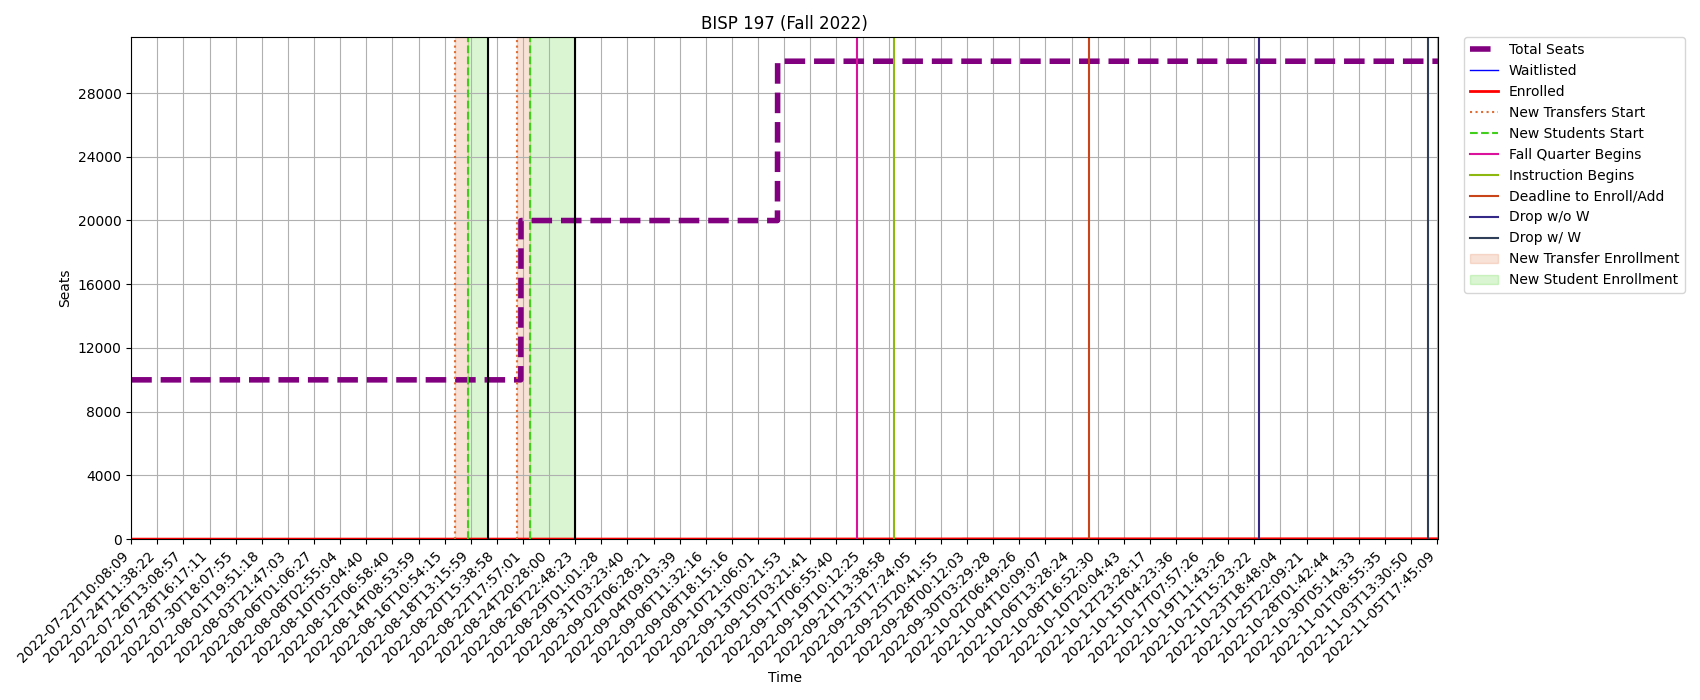 BISP 197 (Fall 2022)
Seats
28000
24000
20000
16000
12000
8000
4000
0
2022-07-22T10:08:09
2022-07-24T11:38:22
2022-07-26T13:08:57
2022-07-28T16:17:11
2022-07-30T18:07:55
2022-08-01T19:51:18
2022-08-03T21:47:03
2022-08-06T01:06:27
2022-08-08T02:55:04
2022-08-10T05:04:40
2022-08-12T06:58:40
2022-08-14T08:53:59
2022-08-16T10:54:15
2022-08-18T13:15:59
2022-08-20T15:38:58
2022-08-22T17:57:01
2022-08-24T20:28:00
2022-08-26T22:48:23
2022-08-29T01:01:28
2022-08-31T03:23:40
2022-09-02T06:28:21
2022-09-04T09:03:39
2022-09-06T11:32:16
2022-09-08T18:15:16
2022-09-10T21:06:01
2022-09-13T00:21:53
2022-09-15T03:21:41
2022-09-17T06:55:40
2022-09-19T10:12:25
2022-09-21T13:38:58
2022-09-23T17:24:05
2022-09-25T20:41:55
2022-09-28T00:12:03
2022-09-30T03:29:28
2022-10-02T06:49:26
2022-10-04T10:09:07
2022-10-06T13:28:24
2022-10-08T16:52:30
2022-10-10T20:04:43
2022-10-12T23:28:17
2022-10-15T04:23:36
2022-10-17T07:57:26
2022-10-19T11:43:26
2022-10-21T15:23:22
2022-10-23T18:48:04
2022-10-25T22:09:21
2022-10-28T01:42:44
2022-10-30T05:14:33
2022-11-01T08:55:35
2022-11-03T13:30:50
2022-11-05T17:45:09
Time
Total Seats
Waitlisted
Enrolled
New Transfers Start
New Students Start
Fall Quarter Begins
Instruction Begins
Deadline to Enroll/Add
Drop w/o W
Drop w/ W
New Transfer Enrollment
New Student Enrollment